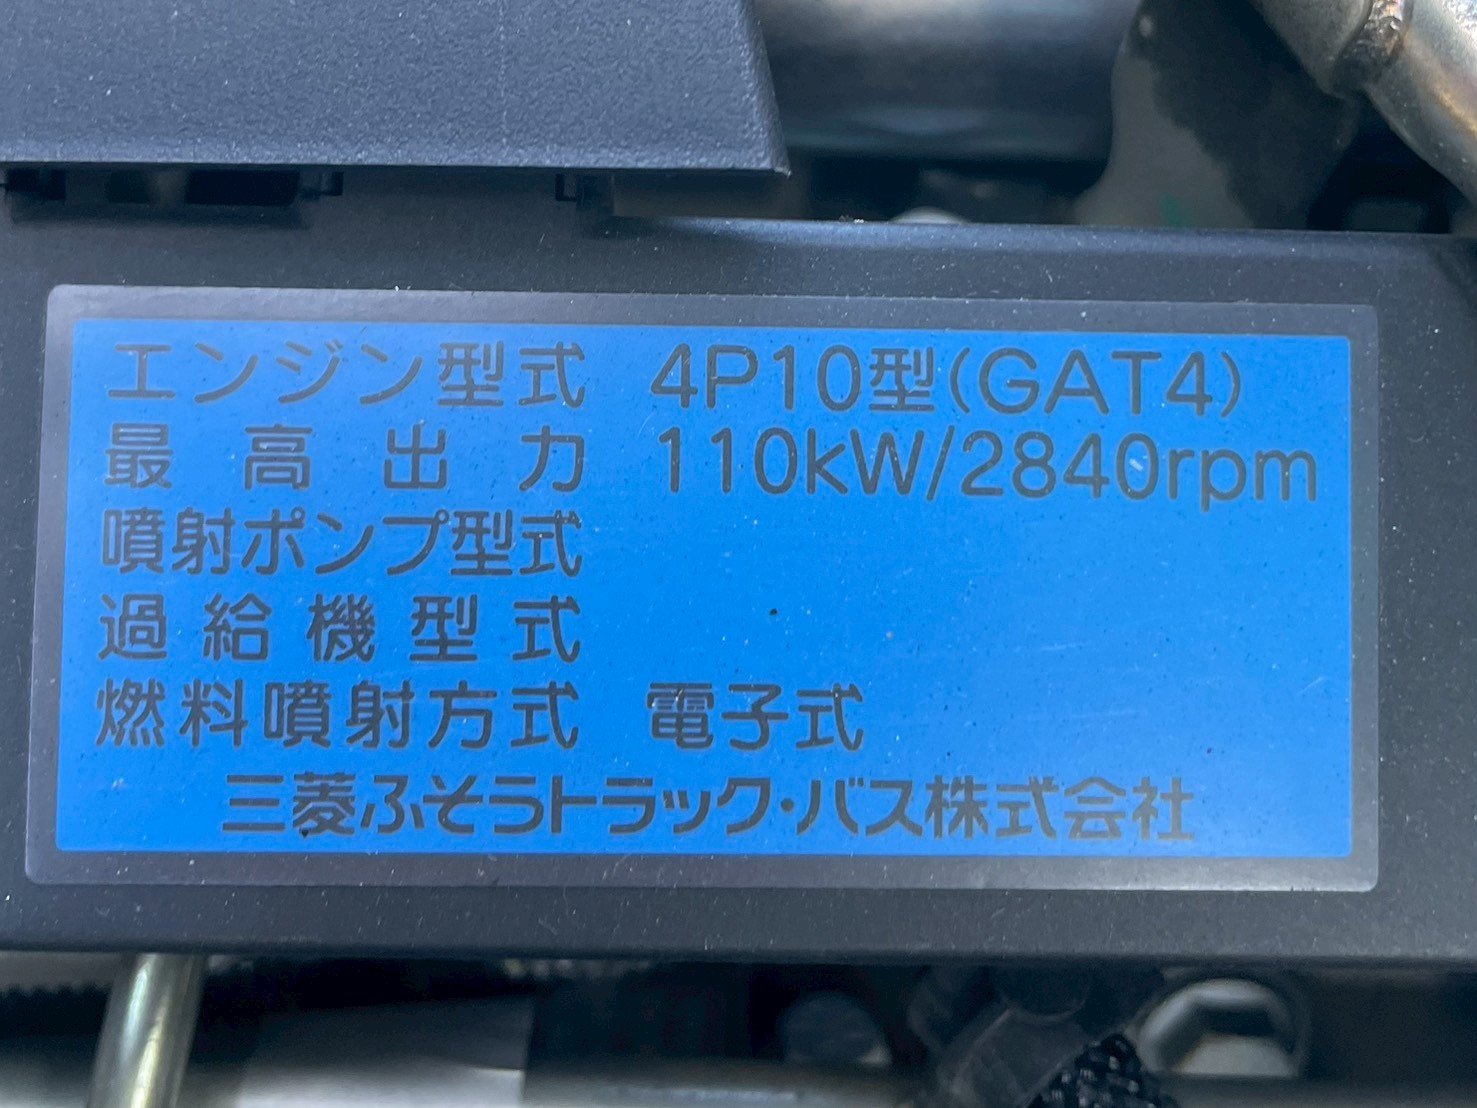 エンジン型式 4P10型(GAT4)
最高出力 110kW/2840rpm
噴射ポンプ型式
過給機型式
燃料噴射方式 電子式
三菱ふそうトラック・バス株式会社